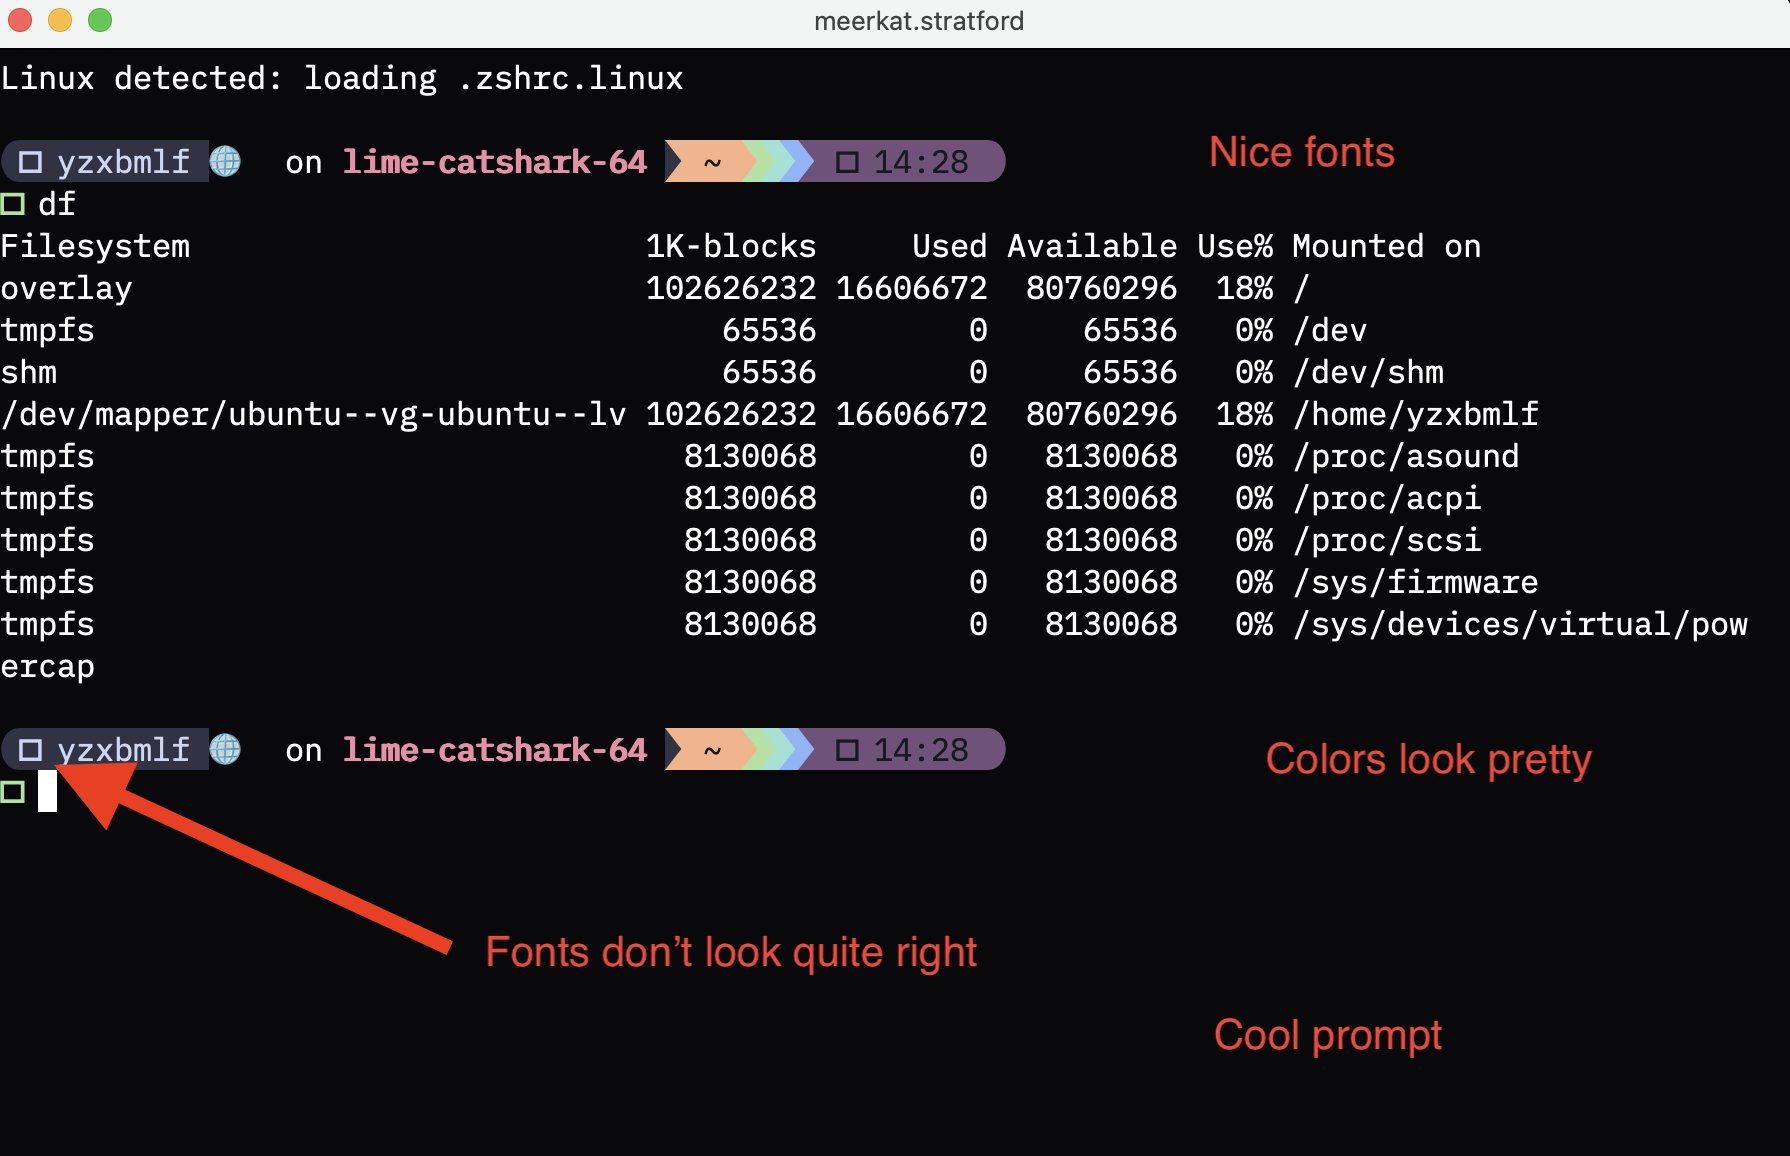 meerkat.stratford
Linux detected: loading .zshrc.linux
□ yzxbmlf🌐 on lime-catshark-64 ~ □ 14:28
Nice fonts
□ df
Filesystem                        1K-blocks     Used Available Use% Mounted on
overlay                           102626232 16606672  80760296  18% /
tmpfs                                 65536        0     65536   0% /dev
shm                                   65536        0     65536   0% /dev/shm
/dev/mapper/ubuntu--vg-ubuntu--lv 102626232 16606672  80760296  18% /home/yzxbmlf
tmpfs                               8130068        0   8130068   0% /proc/asound
tmpfs                               8130068        0   8130068   0% /proc/acpi
tmpfs                               8130068        0   8130068   0% /proc/scsi
tmpfs                               8130068        0   8130068   0% /sys/firmware
tmpfs                               8130068        0   8130068   0% /sys/devices/virtual/pow
ercap
□ yzxbmlf🌐 on lime-catshark-64 ~ □ 14:28
Colors look pretty
□
Fonts don’t look quite right
Cool prompt